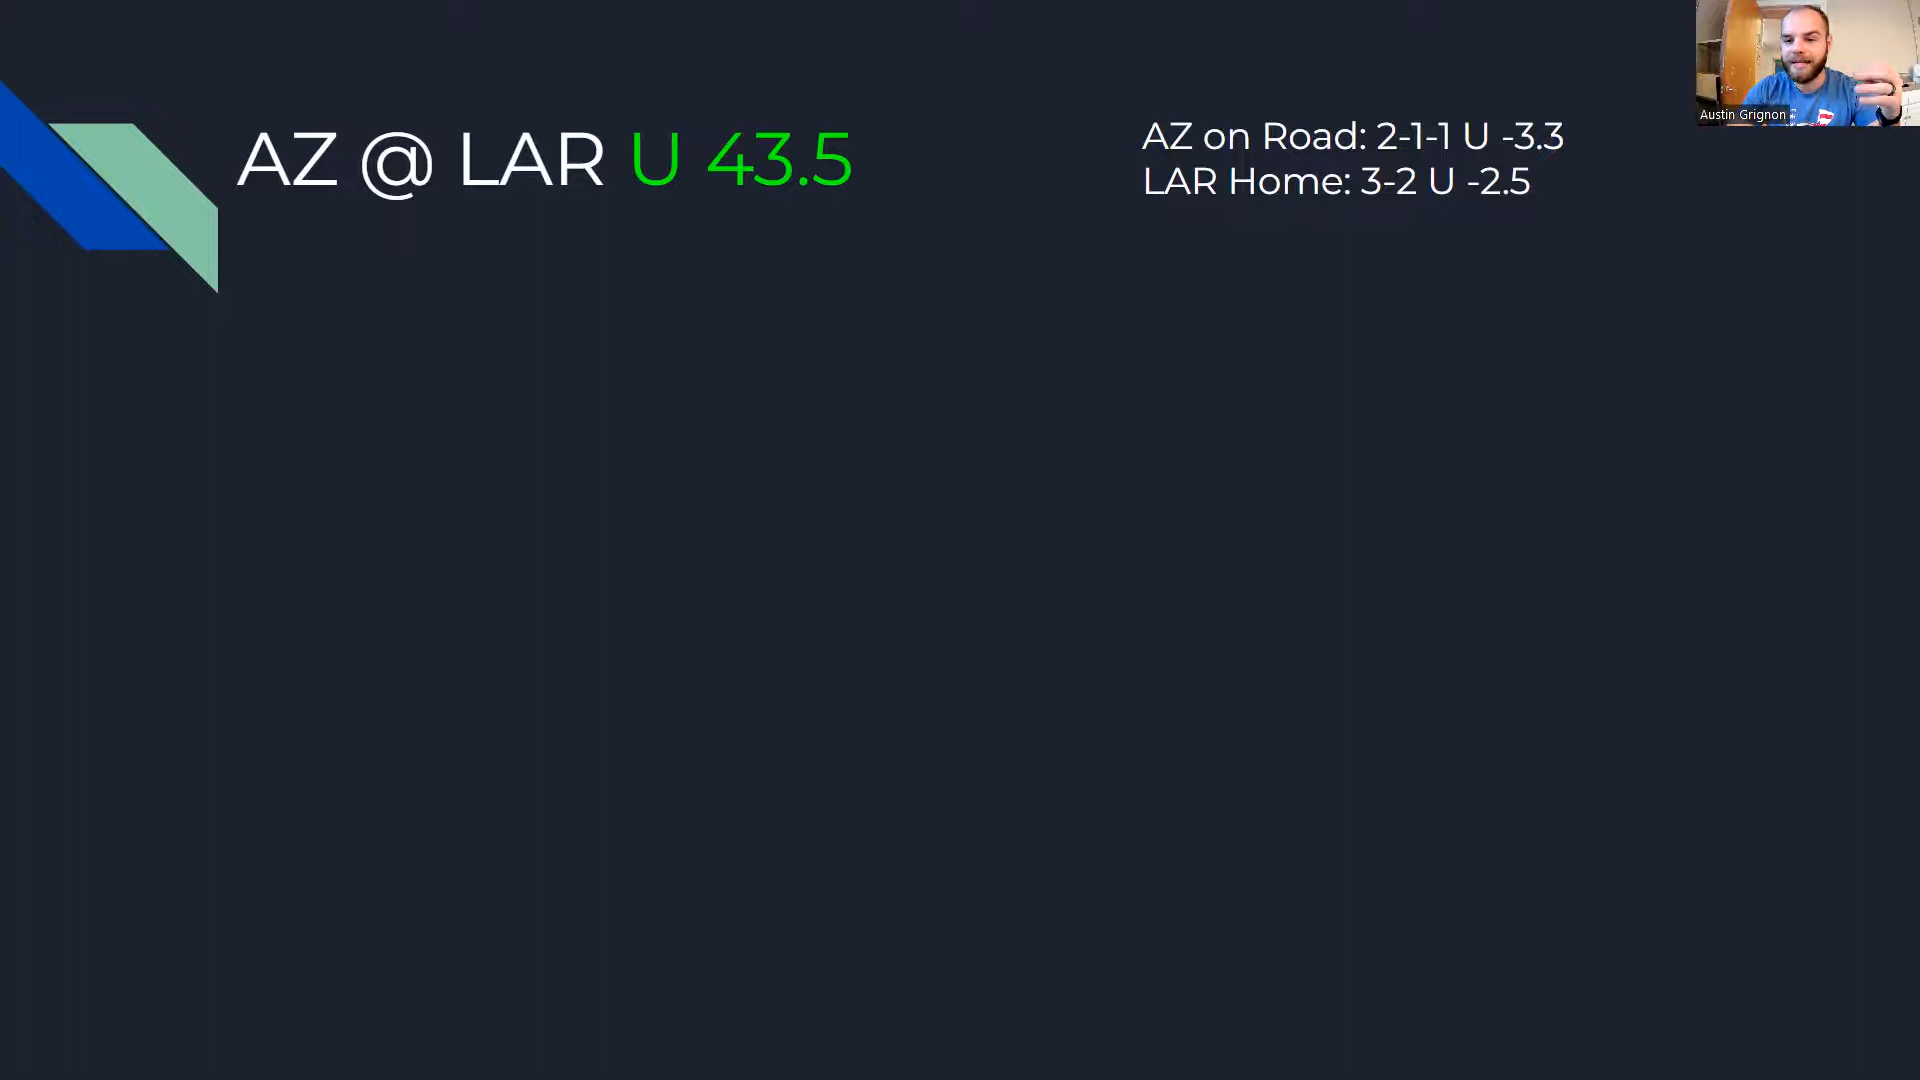 AZ @ LAR U 43.5
AZ on Road: 2-1-1 U -3.3
LAR Home: 3-2 U -2.5
Austin Grignon